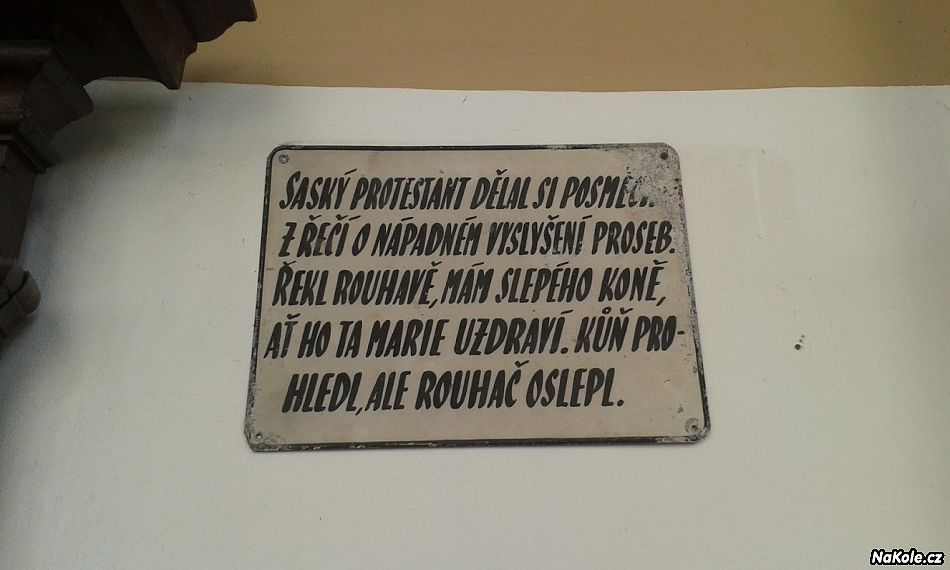 SASKÝ PROTESTANT DĚLAL SI
Z ŘEČÍ O NÁPADNÉM VYSLYŠENÍ PROSEB.
ŘEKL ROUHAVĚ, MÁM SLEPÉHO KONĚ,
AŤ HO TA MARIE UZDRAVÍ. KŮŇ PRO-
HLEDL, ALE ROUHAČ OSLEPL.
NaKole.cz